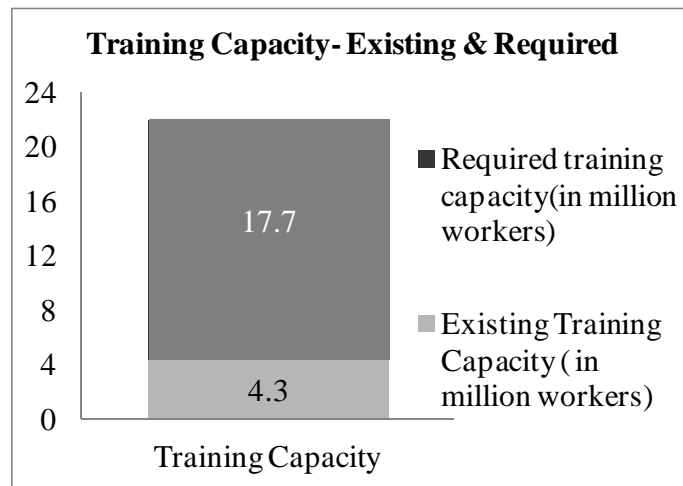 Training Capacity- Existing & Required
24
20
16
12
8
4
0
17.7
4.3
Training Capacity
Required training
capacity(in million
workers)
Existing Training
Capacity ( in
million workers)